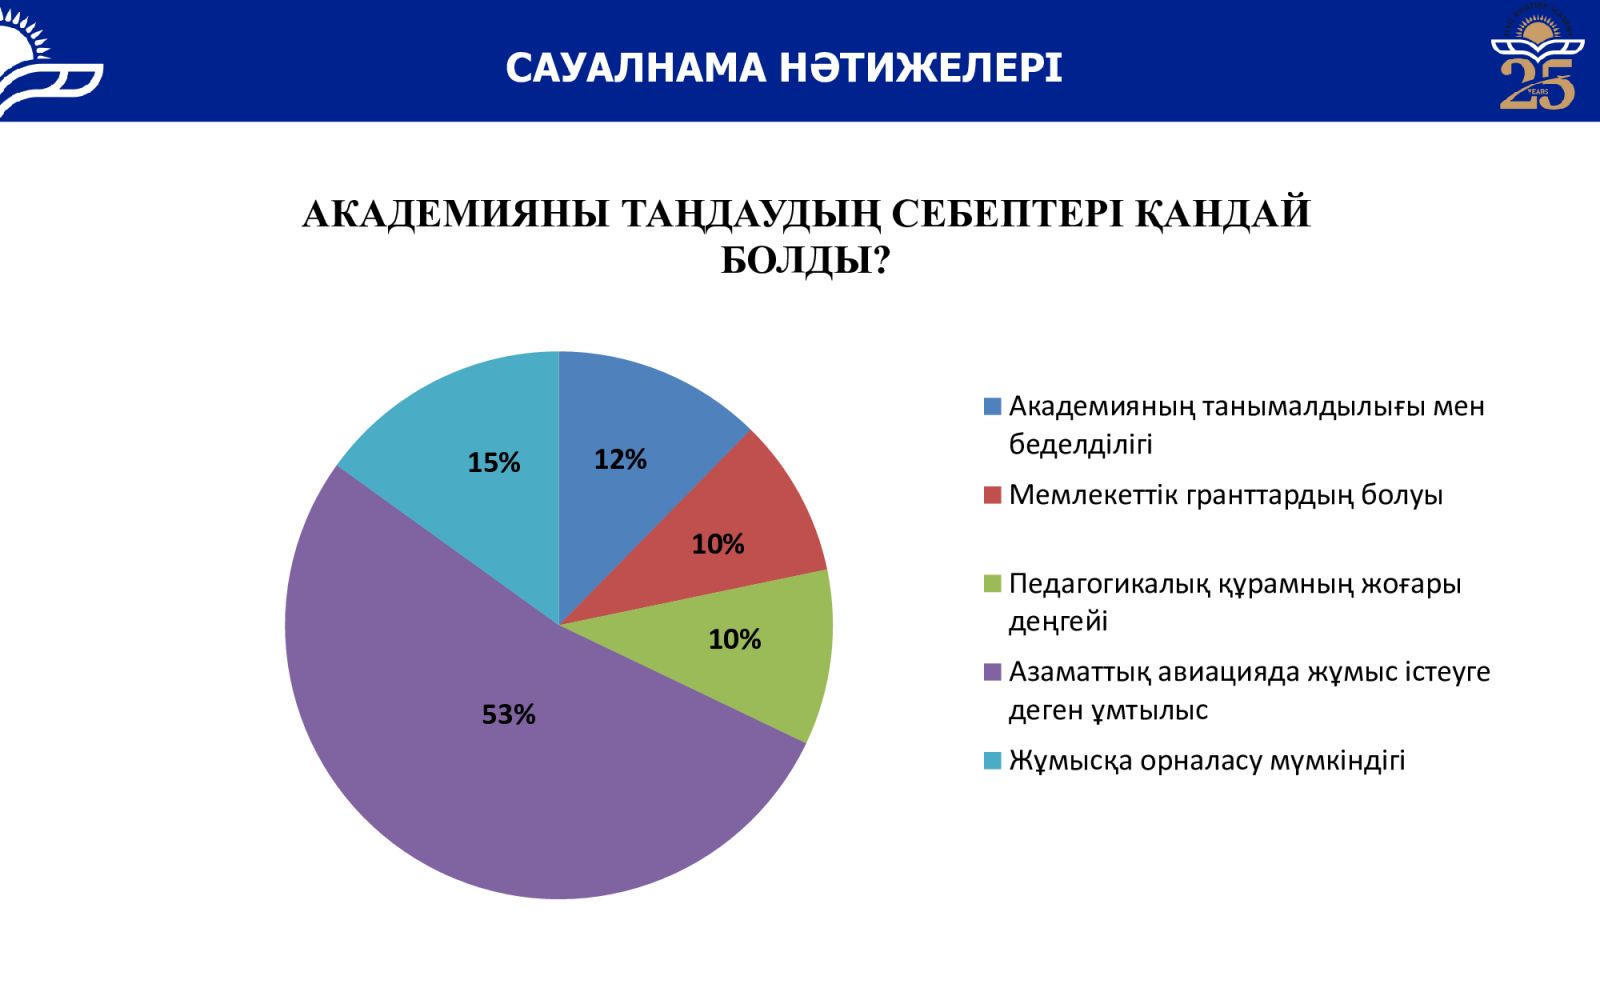 САУАЛНАМА НӘТИЖЕЛЕРІ
25
YEARS
АКАДЕМИЯНЫ ТАҢДАУДЫҢ СЕБЕПТЕРІ ҚАНДАЙ
БОЛДЫ?
15%
12%
10%
10%
53%
Академияның танымалдылығы мен
беделділігі
Мемлекеттік гранттардың болуы
Педагогикалық құрамның жоғары
деңгейі
Азаматтық авиацияда жұмыс істеуге
деген ұмтылыс
Жұмысқа орналасу мүмкіндігі